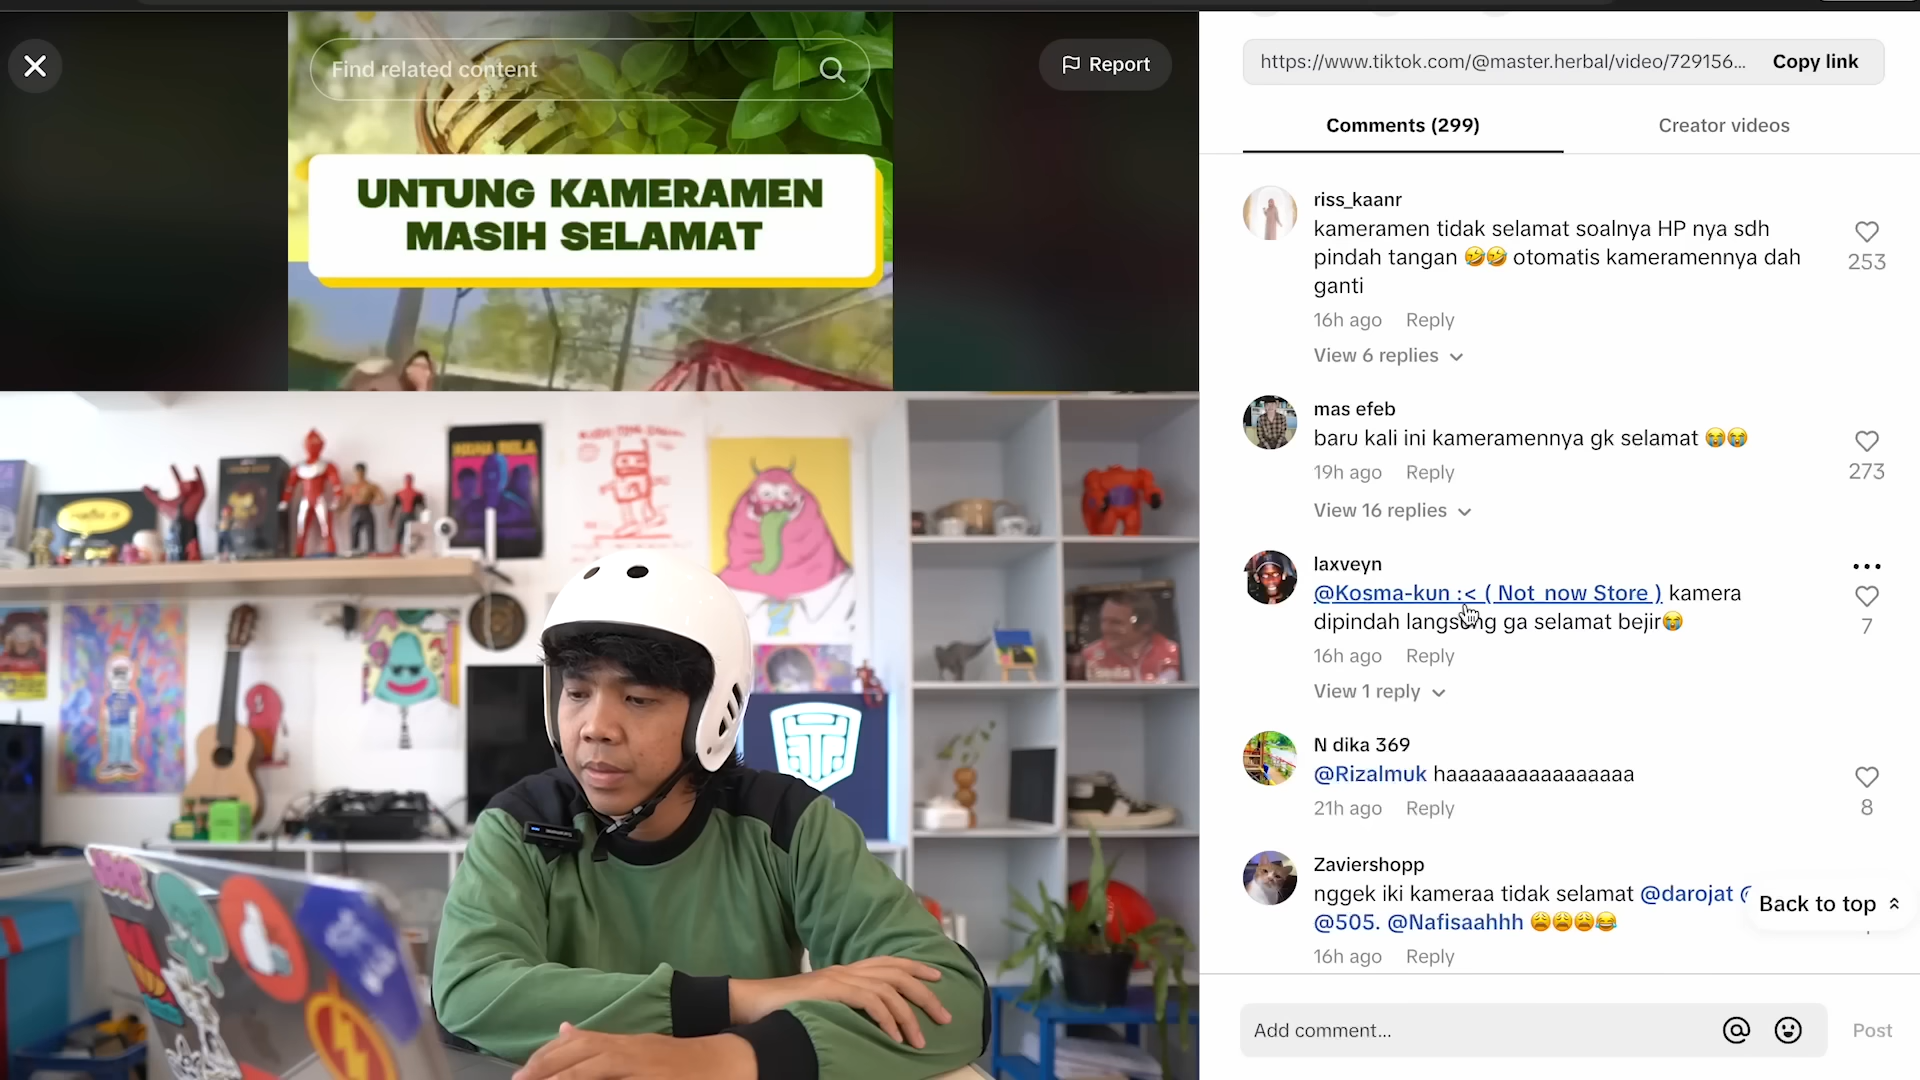 Find related content
Report
UNTUNG KAMERAMEN
MASIH SELAMAT
https://www.tiktok.com/@master.herbal/video/729156...
Copy link
Comments (299)
Creator videos
riss_kaanr
kameramen tidak selamat soalnya HP nya sdh
pindah tangan 🤣🤣 otomatis kameramennya dah
ganti
253
16h ago Reply
View 6 replies
mas efeb
baru kali ini kameramennya gk selamat 😭😭
273
19h ago Reply
View 16 replies
laxveyn
@Kosma-kun :< ( Not now Store ) kamera
dipindah langsung ga selamat bejir😭
7
16h ago Reply
View 1 reply
N dika 369
@Rizalmuk haaaaaaaaaaaaaaaa
8
21h ago Reply
Zaviershopp
nggek iki kameraa tidak selamat @darojat @
@505. @Nafisaahhh 😩😩😩😂
Back to top
16h ago Reply
Add comment...
Post